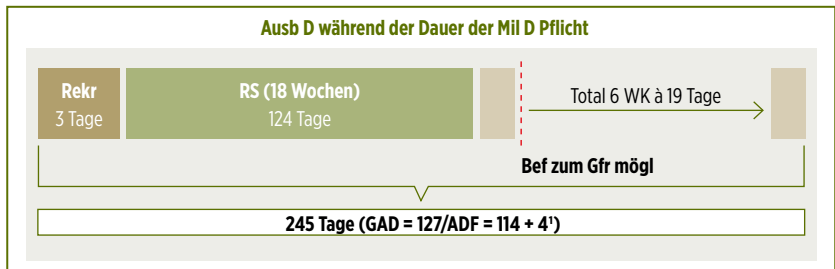 Ausb D während der Dauer der Mil D Pflicht
Rekr
3 Tage
RS (18 Wochen)
124 Tage
Total 6 WK à 19 Tage
Bef zum Gfr mögl
245 Tage (GAD = 127/ADF = 114 + 4¹)